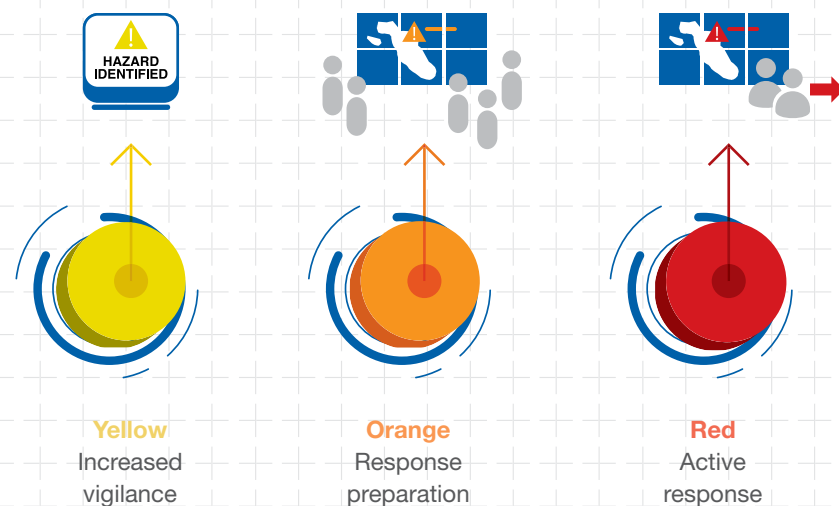 HAZARD
IDENTIFIED
Yellow
Increased
vigilance
Orange
Response
preparation
Red
Active
response